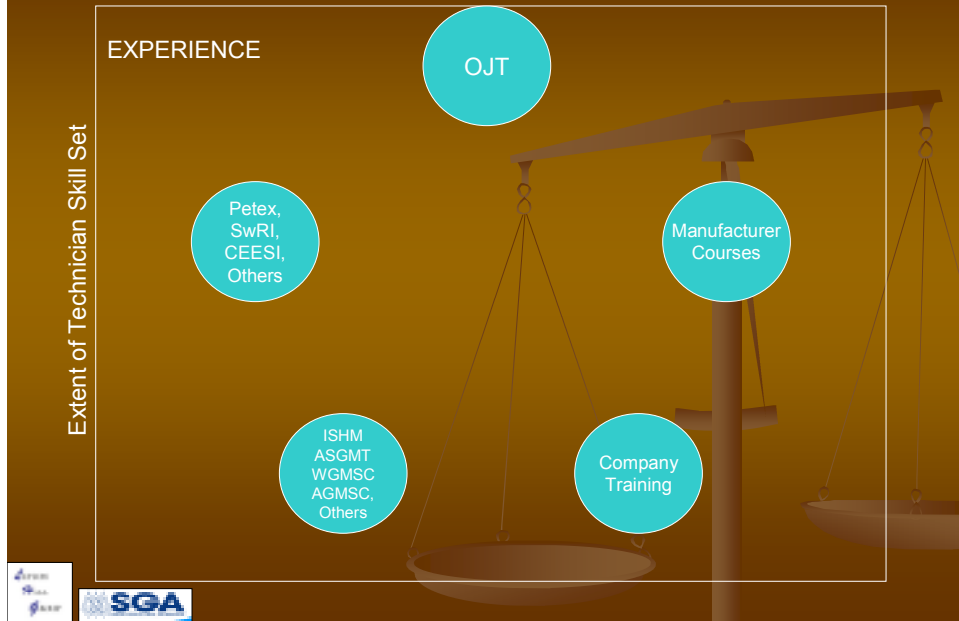 EXPERIENCE
OJT
Extent of Technician Skill Set
Petex,
SwRI,
CEESI,
Others
Manufacturer
Courses
ISHM
ASGMT
WGMSC
AGMSC,
Others
Company
Training
SGA